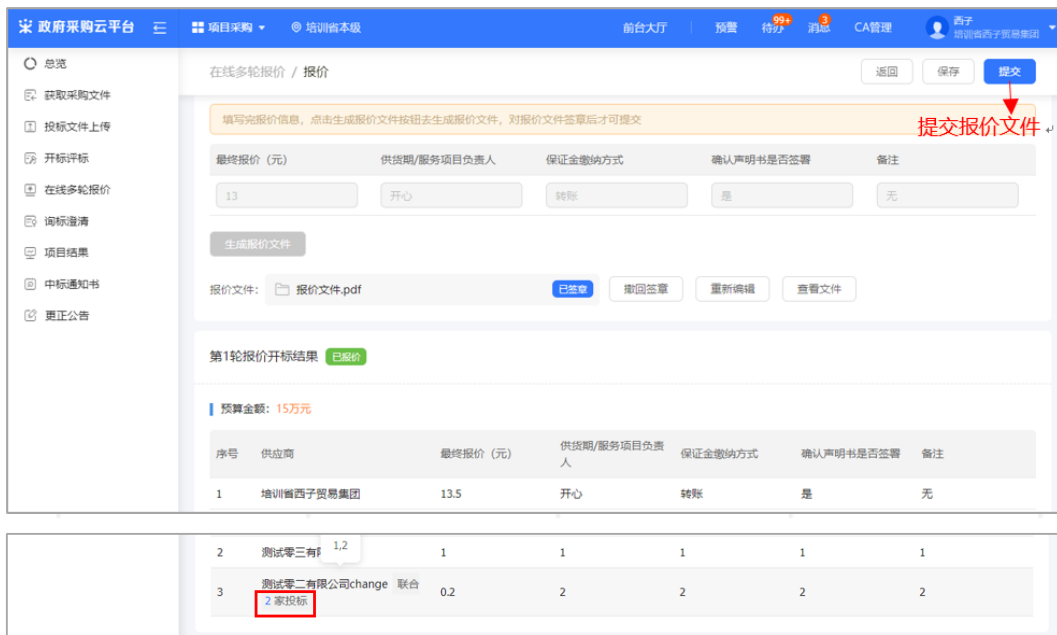 政府采购云平台 项目采购 培训省本级 前台大厅 预警 待办 99+ 消息 3 CA管理 西子
培训省西子贸易集团
总览
获取采购文件
投标文件上传
开标评标
在线多轮报价
询标澄清
项目结果
中标通知书
更正公告
在线多轮报价 / 报价 返回 保存 提交
提交报价文件
填写完报价信息，点击生成报价文件按钮去生成报价文件，对报价文件签章后才可提交
最终报价（元） 供货期/服务项目负责人 保证金缴纳方式 确认声明书是否签署 备注
13 开心 转账 是 无
生成报价文件
报价文件： 报价文件.pdf 已签章 撤回签章 重新编辑 查看文件
第1轮报价开标结果 已报价
预算金额：15万元
序号 供应商 最终报价（元） 供货期/服务项目负责人 保证金缴纳方式 确认声明书是否签署 备注
1 培训省西子贸易集团 13.5 开心 转账 是 无
1,2
2 测试零三有 1 1 1 1 1
3 测试零二有限公司change 联合 0.2 2 2 2 2
2 家投标